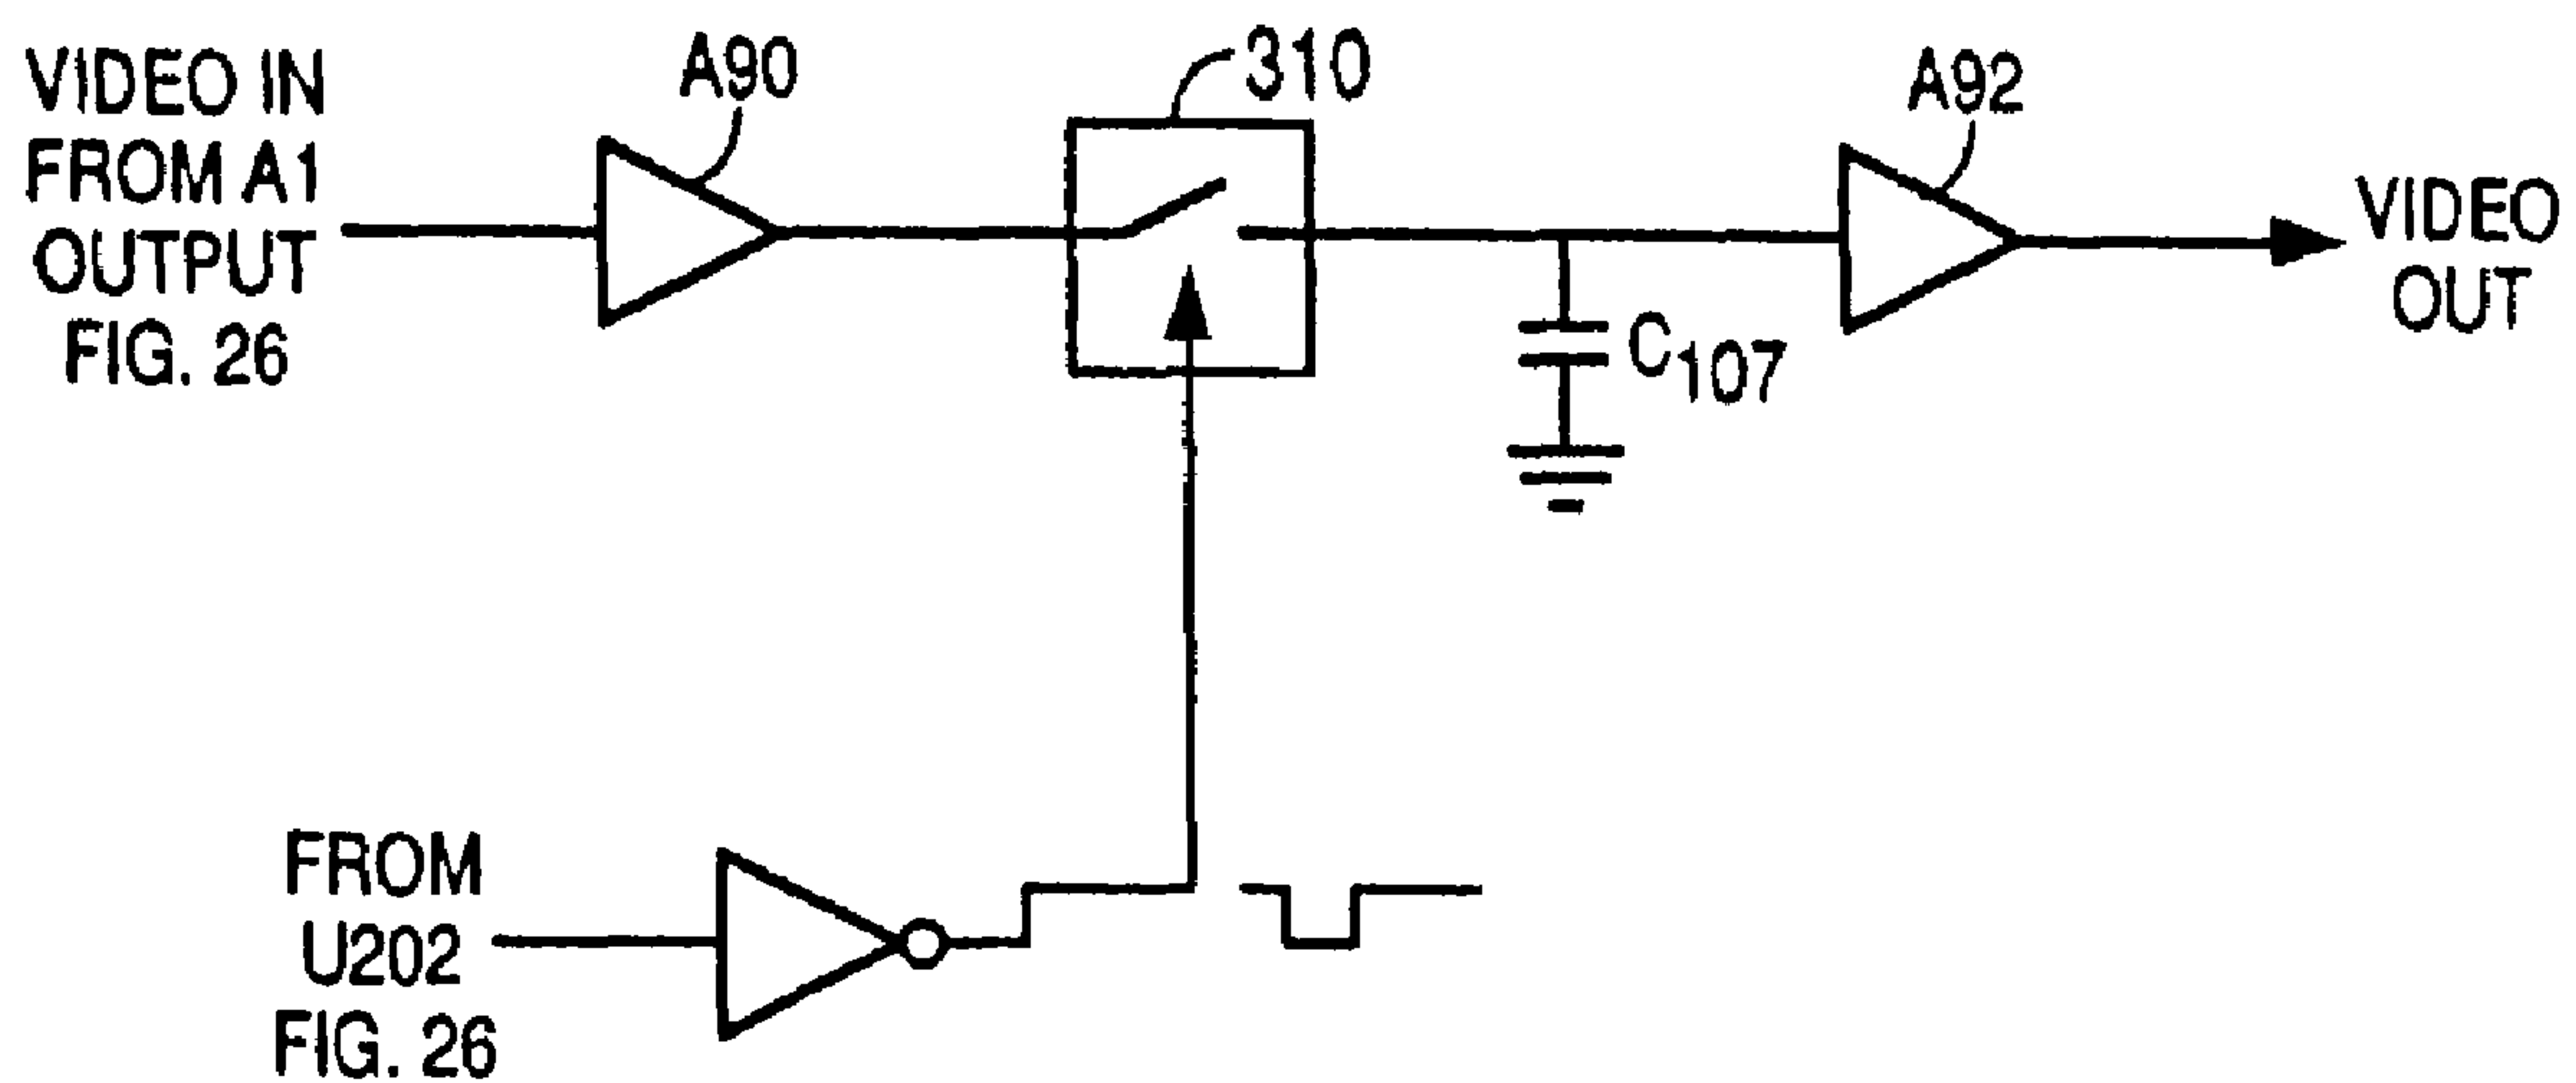 VIDEO IN
FROM A1
OUTPUT
FIG. 26
A90
310
A92
VIDEO
OUT
C107
FROM
U202
FIG. 26